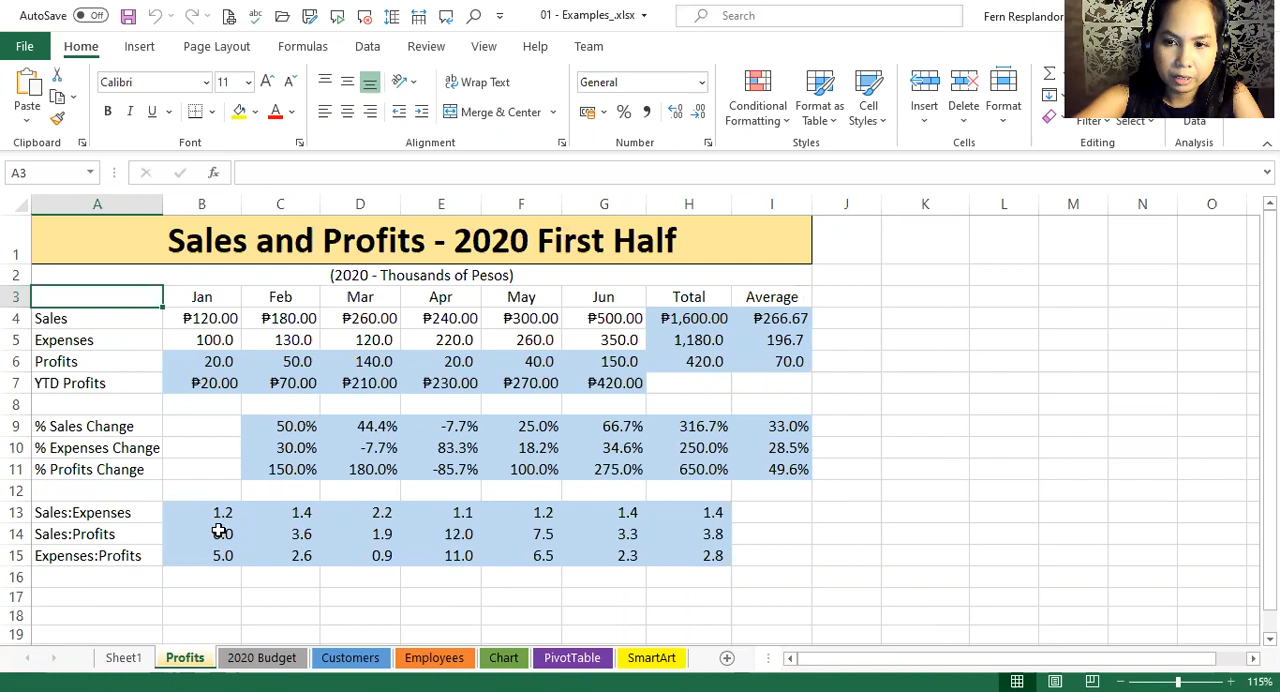 AutoSave Off 01 - Examples_.xlsx Search Fern Resplandor
File Home Insert Page Layout Formulas Data Review View Help Team
Paste Calibri 11 Wrap Text General Conditional Formatting Format as Table Cell Styles Insert Delete Format
B I U Merge & Center % Filter Select Data
Clipboard Font Alignment Number Styles Cells Editing Analysis
A3 fx
A B C D E F G H I J K L M N O
1 Sales and Profits - 2020 First Half
2 (2020 - Thousands of Pesos)
3 Jan Feb Mar Apr May Jun Total Average
4 Sales ₱120.00 ₱180.00 ₱260.00 ₱240.00 ₱300.00 ₱500.00 ₱1,600.00 ₱266.67
5 Expenses 100.0 130.0 120.0 220.0 260.0 350.0 1,180.0 196.7
6 Profits 20.0 50.0 140.0 20.0 40.0 150.0 420.0 70.0
7 YTD Profits ₱20.00 ₱70.00 ₱210.00 ₱230.00 ₱270.00 ₱420.00
8
9 % Sales Change 50.0% 44.4% -7.7% 25.0% 66.7% 316.7% 33.0%
10 % Expenses Change 30.0% -7.7% 83.3% 18.2% 34.6% 250.0% 28.5%
11 % Profits Change 150.0% 180.0% -85.7% 100.0% 275.0% 650.0% 49.6%
12
13 Sales:Expenses 1.2 1.4 2.2 1.1 1.2 1.4 1.4
14 Sales:Profits 3.6 1.9 12.0 7.5 3.3 3.8
15 Expenses:Profits 5.0 2.6 0.9 11.0 6.5 2.3 2.8
16
17
18
19
Sheet1 Profits 2020 Budget Customers Employees Chart PivotTable SmartArt
115%